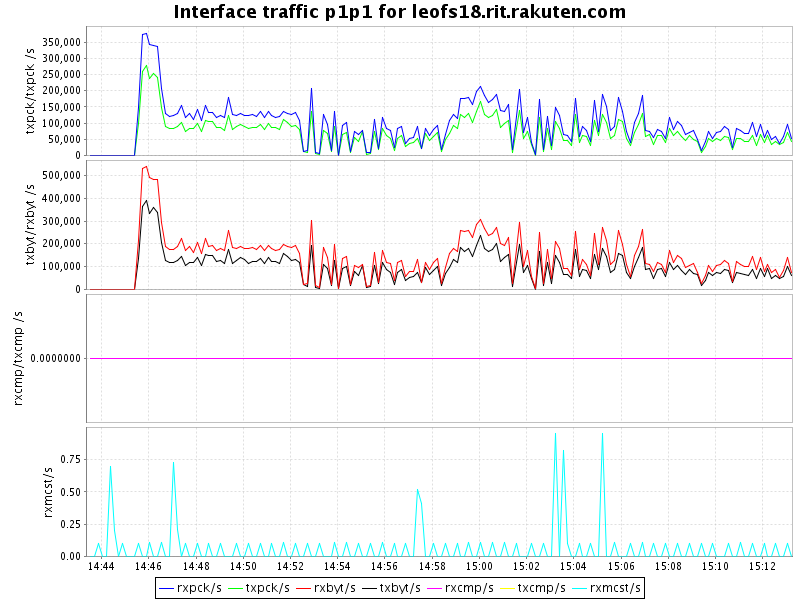 Interface traffic p1p1 for leofs18.rit.rakuten.com
txpck/txpck /s
350,000
300,000
250,000
200,000
150,000
100,000
50,000
0
txbyt/rxbyt /s
500,000
400,000
300,000
200,000
100,000
0
rxcmp/txcmp /s
0.0000000
rxmcst/s
0.75
0.50
0.25
0.00
14:44 14:46 14:48 14:50 14:52 14:54 14:56 14:58 15:00 15:02 15:04 15:06 15:08 15:10 15:12
rxpck/s txpck/s rxbyt/s txbyt/s rxcmp/s txcmp/s rxmcst/s